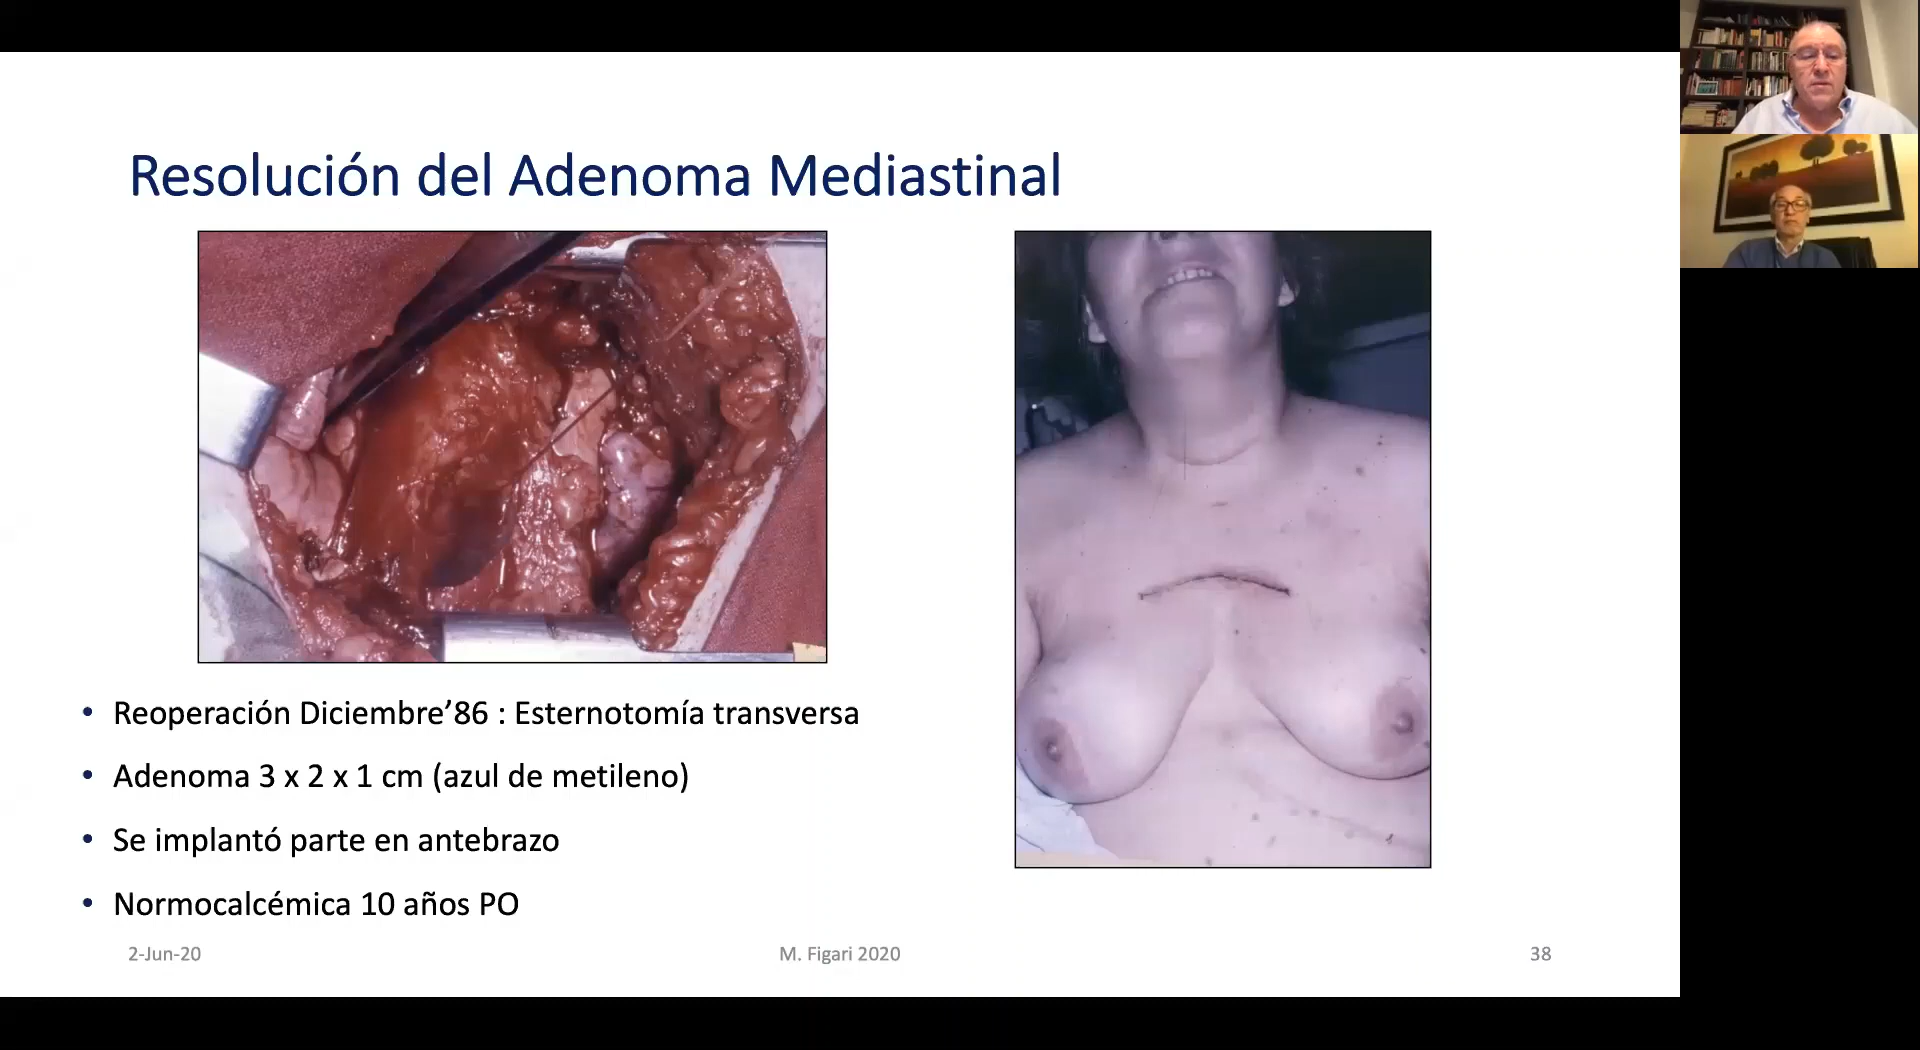 Resolución del Adenoma Mediastinal
• Reoperación Diciembre’86 : Esternotomía transversa
• Adenoma 3 x 2 x 1 cm (azul de metileno)
• Se implantó parte en antebrazo
• Normocalcémica 10 años PO
2-Jun-20
M. Figari 2020
38